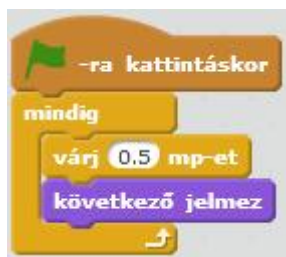 -ra kattintáskor
mindig
várj 0.5 mp-et
következő jelmez